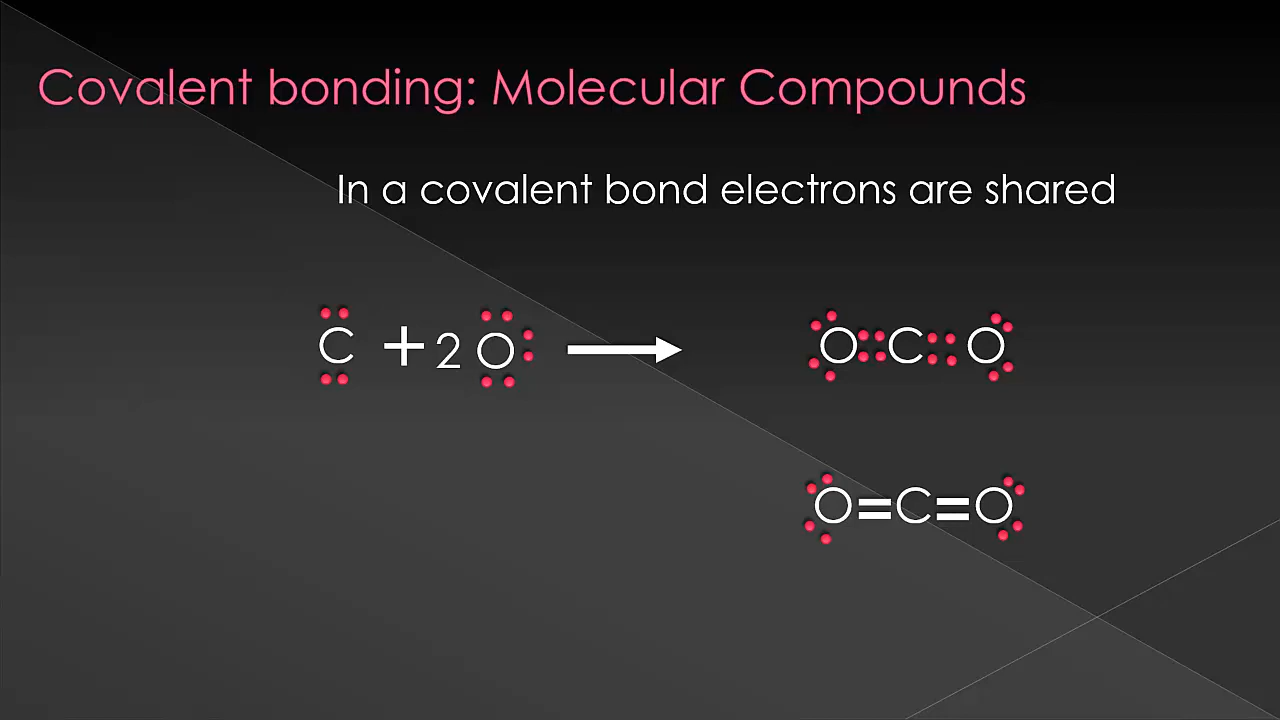 Covalent bonding: Molecular Compounds
In a covalent bond electrons are shared
C + 2 O → O C O
O=C=O